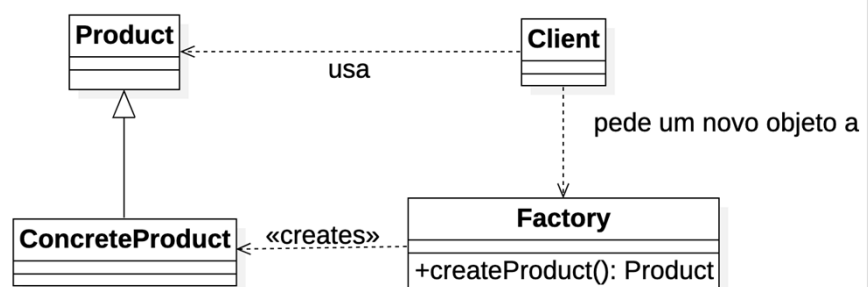 Product
Client
usa
pede um novo objeto a
Factory
ConcreteProduct
«creates»
+createProduct(): Product